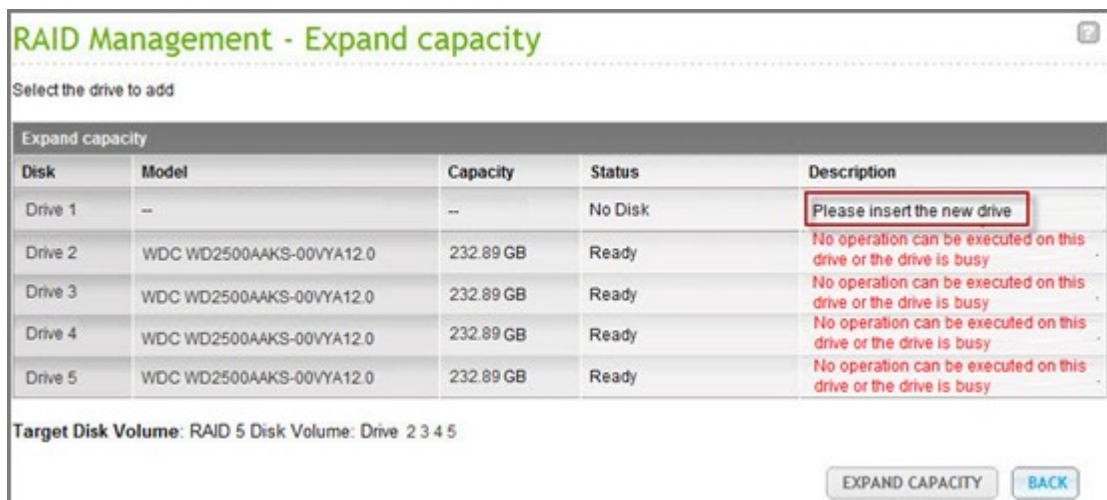 RAID Management - Expand capacity
Select the drive to add
Expand capacity
Disk Model Capacity Status Description
Drive 1 -- -- No Disk Please insert the new drive
Drive 2 WDC WD2500AAKS-00VYA12.0 232.89 GB Ready No operation can be executed on this
drive or the drive is busy
Drive 3 WDC WD2500AAKS-00VYA12.0 232.89 GB Ready No operation can be executed on this
drive or the drive is busy
Drive 4 WDC WD2500AAKS-00VYA12.0 232.89 GB Ready No operation can be executed on this
drive or the drive is busy
Drive 5 WDC WD2500AAKS-00VYA12.0 232.89 GB Ready No operation can be executed on this
drive or the drive is busy
Target Disk Volume: RAID 5 Disk Volume: Drive 2 3 4 5
EXPAND CAPACITY BACK